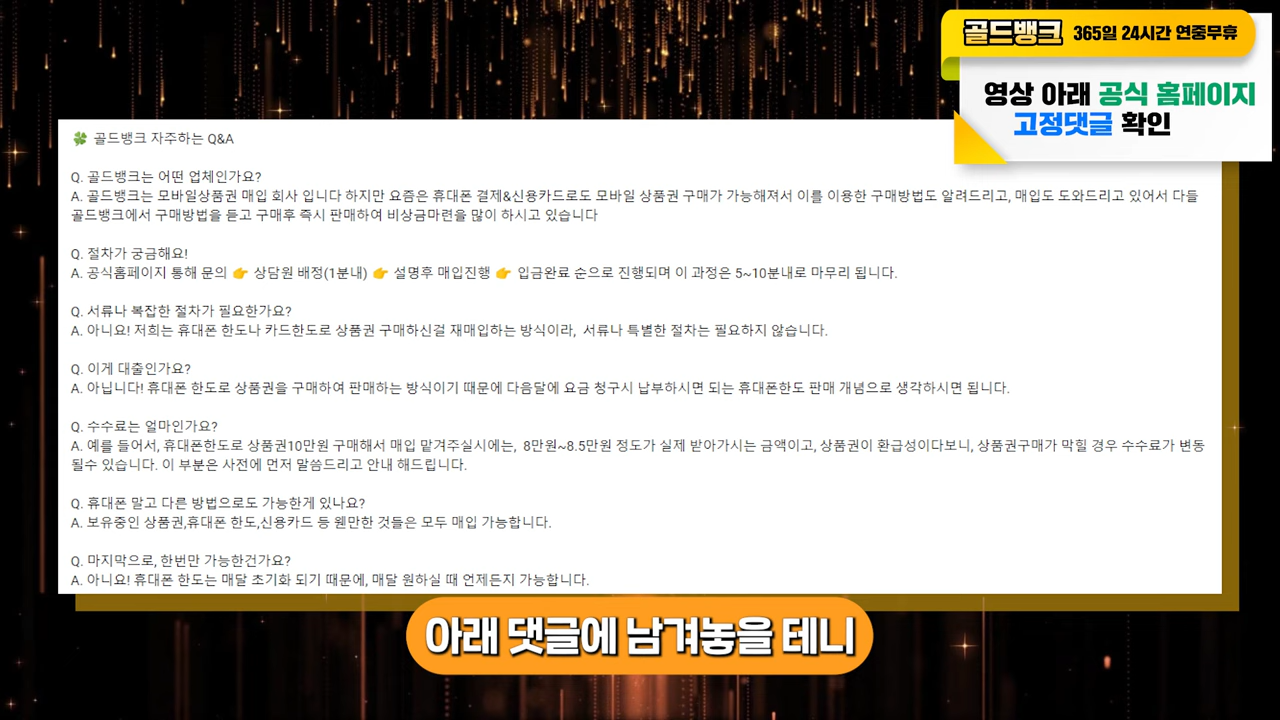 골드뱅크 365일 24시간 연중무휴
영상 아래 공식 홈페이지
고정댓글 확인
🍀 골드뱅크 자주하는 Q&A
Q. 골드뱅크는 어떤 업체인가요?
A. 골드뱅크는 모바일상품권 매입 회사 입니다 하지만 요즘은 휴대폰 결제&신용카드로도 모바일 상품권 구매가 가능해져서 이를 이용한 구매방법도 알려드리고, 매입도 도와드리고 있어서 다들
골드뱅크에서 구매방법을 듣고 구매후 즉시 판매하여 비상금마련을 많이 하시고 있습니다
Q. 절차가 궁금해요!
A. 공식홈페이지 통해 문의 👉 상담원 배정(1분내) 👉 설명후 매입진행 👉 입금완료 순으로 진행되며 이 과정은 5~10분내로 마무리 됩니다.
Q. 서류나 복잡한 절차가 필요한가요?
A. 아니요! 저희는 휴대폰 한도나 카드한도로 상품권 구매하신걸 재매입하는 방식이라, 서류나 특별한 절차는 필요하지 않습니다.
Q. 이게 대출인가요?
A. 아닙니다! 휴대폰 한도로 상품권을 구매하여 판매하는 방식이기 때문에 다음달에 요금 청구시 납부하시면 되는 휴대폰한도 판매 개념으로 생각하시면 됩니다.
Q. 수수료는 얼마인가요?
A. 예를 들어서, 휴대폰한도로 상품권10만원 구매해서 매입 맡겨주실시에는, 8만원~8.5만원 정도가 실제 받아가시는 금액이고, 상품권이 환급성이다보니, 상품권구매가 막힐 경우 수수료가 변동
될수 있습니다. 이 부분은 사전에 먼저 말씀드리고 안내 해드립니다.
Q. 휴대폰 말고 다른 방법으로도 가능한게 있나요?
A. 보유중인 상품권,휴대폰 한도,신용카드 등 웬만한 것들은 모두 매입 가능합니다.
Q. 마지막으로, 한번만 가능한건가요?
A. 아니요! 휴대폰 한도는 매달 초기화 되기 때문에, 매달 원하실 때 언제든지 가능합니다.
아래 댓글에 남겨놓을 테니